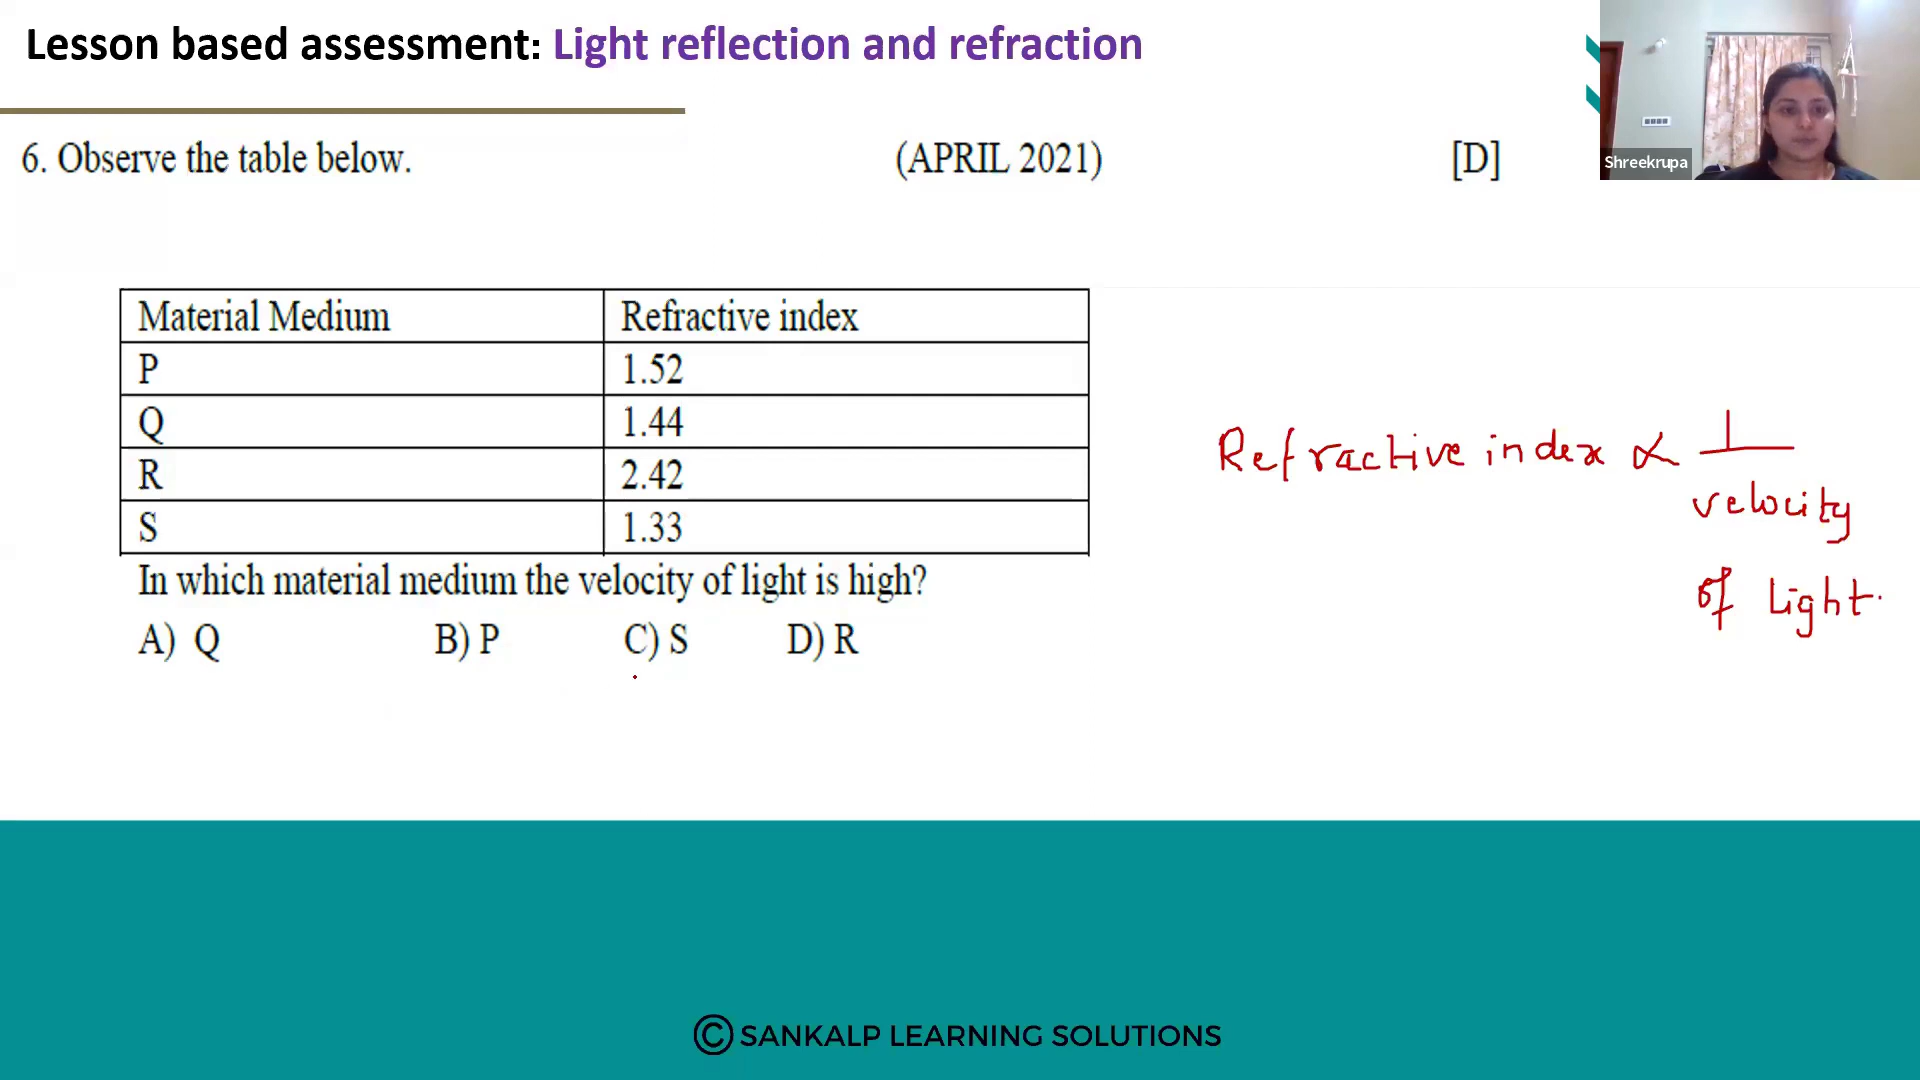 Lesson based assessment: Light reflection and refraction
Shreekrupa
6. Observe the table below. (APRIL 2021) [D]
Material Medium Refractive index
P 1.52
Q 1.44
R 2.42
S 1.33
In which material medium the velocity of light is high?
A) Q B) P C) S D) R
Refractive index ∝ 1
velocity
of Light.
© SANKALP LEARNING SOLUTIONS